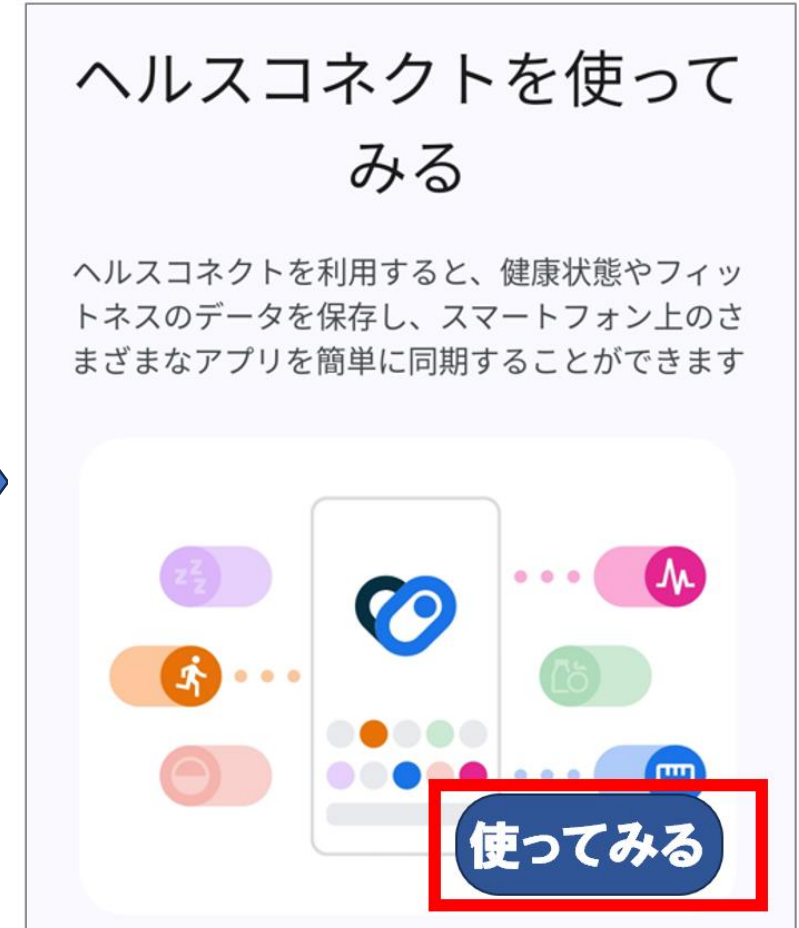 ヘルスコネクトを使って
みる
ヘルスコネクトを利用すると、健康状態やフィッ
トネスのデータを保存し、スマートフォン上のさ
まざまなアプリを簡単に同期することができます
zzz
使ってみる